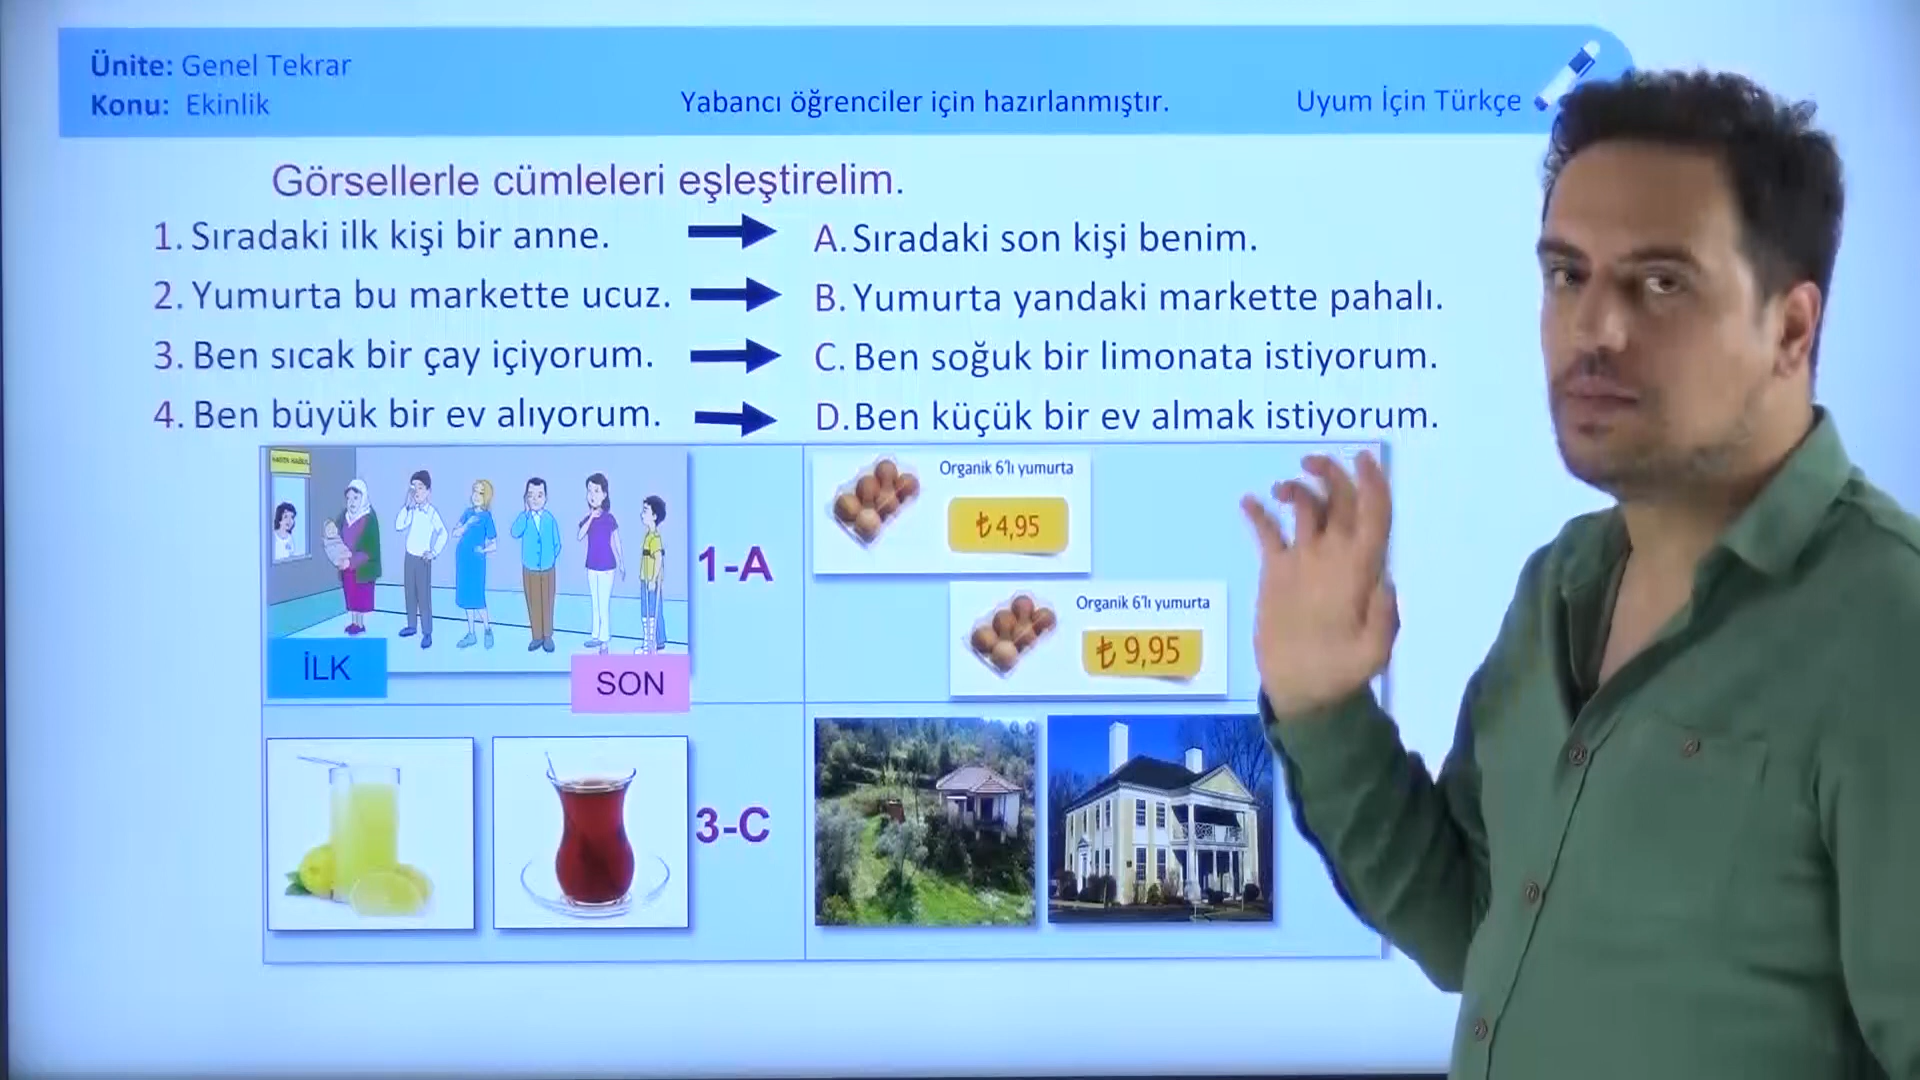 Ünite: Genel Tekrar
Konu: Ekinlik
Yabancı öğrenciler için hazırlanmıştır.
Uyum İçin Türkçe
Görsellerle cümleleri eşleştirelim.
1. Sıradaki ilk kişi bir anne.
A. Sıradaki son kişi benim.
2. Yumurta bu markette ucuz.
B. Yumurta yandaki markette pahalı.
3. Ben sıcak bir çay içiyorum.
C. Ben soğuk bir limonata istiyorum.
4. Ben büyük bir ev alıyorum.
D. Ben küçük bir ev almak istiyorum.
İLK
SON
1-A
Organik 6'lı yumurta
₺4,95
Organik 6'lı yumurta
₺ 9,95
3-C